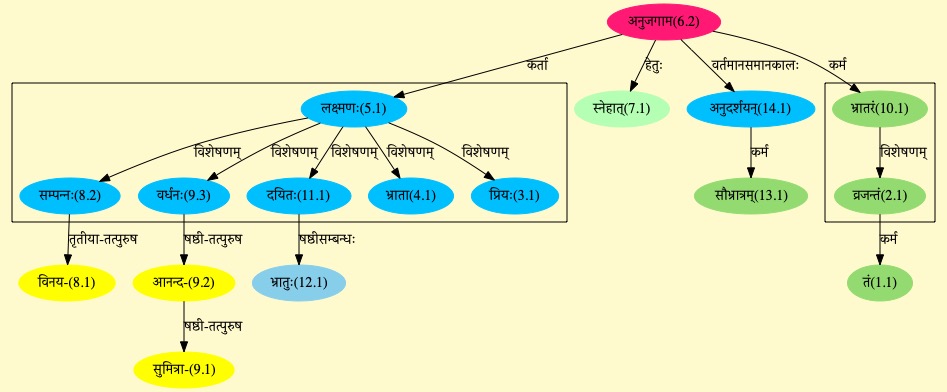 अनुजगाम(6.2)
कर्ता
हेतुः
वर्तमानसमानकालः
कर्म
लक्ष्मणः(5.1)
स्नेहात्(7.1)
अनुदर्शयन्(14.1)
भ्रातरं(10.1)
विशेषणम्
विशेषणम्
विशेषणम्
विशेषणम्
विशेषणम्
कर्म
विशेषणम्
सम्पन्नः(8.2)
वर्धनः(9.3)
दयितः(11.1)
भ्राता(4.1)
प्रियः(3.1)
सौभ्रात्रम्(13.1)
व्रजन्तं(2.1)
तृतीया-तत्पुरुष
षष्ठी-तत्पुरुष
षष्ठीसम्बन्धः
कर्म
विनय-(8.1)
आनन्द-(9.2)
भ्रातुः(12.1)
तं(1.1)
षष्ठी-तत्पुरुष
सुमित्रा-(9.1)